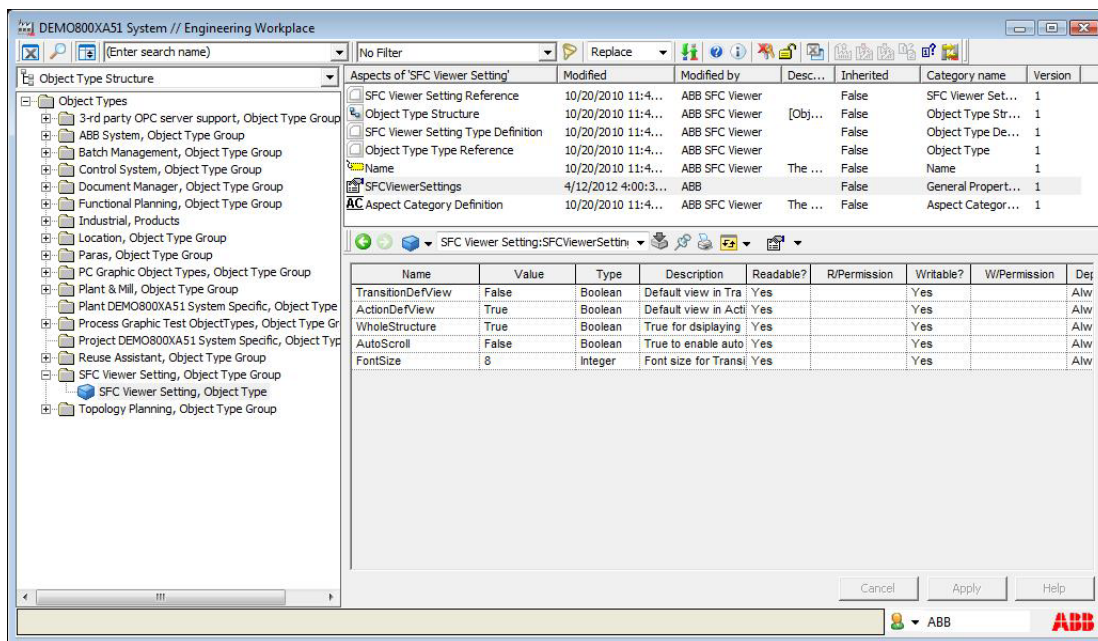 DEMO800XA51 System // Engineering Workplace
(Enter search name) No Filter Replace
Object Type Structure
Object Types
3-rd party OPC server support, Object Type Group
ABB System, Object Type Group
Batch Management, Object Type Group
Control System, Object Type Group
Document Manager, Object Type Group
Functional Planning, Object Type Group
Industrial, Products
Location, Object Type Group
Paras, Object Type Group
PC Graphic Object Types, Object Type Group
Plant & Mill, Object Type Group
Plant DEMO800XA51 System Specific, Object Type
Process Graphic Test ObjectTypes, Object Type Gr
Project DEMO800XA51 System Specific, Object Typ
Reuse Assistant, Object Type Group
SFC Viewer Setting, Object Type Group
SFC Viewer Setting, Object Type
Topology Planning, Object Type Group
Aspects of 'SFC Viewer Setting' Modified Modified by Desc... Inherited Category name Version
SFC Viewer Setting Reference 10/20/2010 11:4... ABB SFC Viewer False SFC Viewer Set... 1
Object Type Structure 10/20/2010 11:4... ABB SFC Viewer [Obj... False Object Type Str... 1
SFC Viewer Setting Type Definition 10/20/2010 11:4... ABB SFC Viewer False Object Type De... 1
Object Type Type Reference 10/20/2010 11:4... ABB SFC Viewer False Object Type 1
Name 10/20/2010 11:4... ABB SFC Viewer The ... False Name 1
SFCViewerSettings 4/12/2012 4:00:3... ABB False General Propert... 1
AC Aspect Category Definition 10/20/2010 11:4... ABB SFC Viewer The ... False Aspect Categor... 1
SFC Viewer Setting:SFCViewerSettin
Name Value Type Description Readable? R/Permission Writable? W/Permission Dep
TransitionDefView False Boolean Default view in Tra Yes Yes Alw
ActionDefView True Boolean Default view in Acti Yes Yes Alw
WholeStructure True Boolean True for dsiplaying Yes Yes Alw
AutoScroll False Boolean True to enable auto Yes Yes Alw
FontSize 8 Integer Font size for Transi Yes Yes Alw
Cancel Apply Help
ABB ABB